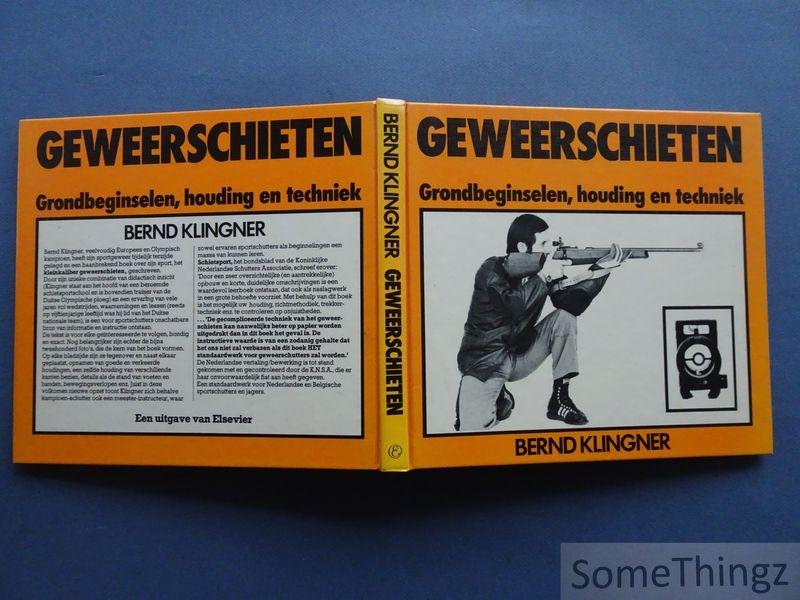 GEWEERSCHIETEN
Grondbeginselen, houding en techniek
BERND KLINGNER
Bernd Klingner, veelvoudig Europees en Olympisch
kampioen, heeft zijn sportgeweer tijdelijk terzijde
gelegd en een baanbrekend boek over zijn sport, het
kleinkaliber geweerschieten, geschreven.
Door zijn unieke combinatie van didactisch inzicht
(Klingner staat aan het hoofd van een beroemde
schietsportschool en is bovendien trainer van de
Duitse Olympische ploeg) en een ervaring van vele
jaren vol wedstrijden, waarnemingen en lessen (reeds
op vijftienjarige leeftijd was hij lid van het Duitse
nationale team), is een voor sportschutters onschatbare
bron van informatie en instructie ontstaan.
De tekst is voor elke geïnteresseerde te volgen, bondig
en exact. Nog belangrijker zijn echter de bijna
tweehonderd foto's, die de kern van het boek vormen.
Op elke bladzijde zijn ze tegenover en naast elkaar
geplaatst, opnamen van goede en verkeerde
houdingen, een zelfde houding van verschillende
kanten bezien, details als de stand van voeten en
handen, bewegingsverlopen enz. Juist in deze
volkomen nieuwe opzet toont Klingner zich behalve
kampioen-schutter ook een meester-instructeur, waar
zowel ervaren sportschutters als beginnelingen een
massa van kunnen leren.
Schietsport, het bondsblad van de Koninklijke
Nederlandse Schutters Associatie, schreef erover:
'Door een zeer overzichtelijke (en aantrekkelijke)
opbouw en korte, duidelijke omschrijvingen is een
waardevol leerboek ontstaan, dat ook als naslagwerk
in een grote behoefte voorziet. Met behulp van dit boek
is het mogelijk uw houding, richtmethodiek, trekker-
techniek enz. te controleren op onjuistheden.
. . . 'De gecompliceerde techniek van het geweer-
schieten kan nauwelijks beter op papier worden
uitgedrukt dan in dit boek het geval is. De
instructieve waarde is van een zodanig gehalte dat
het ons niet zal verbazen als dit boek HET
standaardwerk voor geweerschutters zal worden.'
De Nederlandse vertaling/bewerking is tot stand
gekomen met en gecontroleerd door de K.N.S.A., die er
haar onvoorwaardelijk fiat aan heeft gegeven.
Een standaardwerk voor Nederlandse en Belgische
sportschutters en jagers.
Een uitgave van Elsevier
BERND KLINGNER GEWEERSCHIETEN
E
GEWEERSCHIETEN
Grondbeginselen, houding en techniek
BERND KLINGNER
SomeThingz